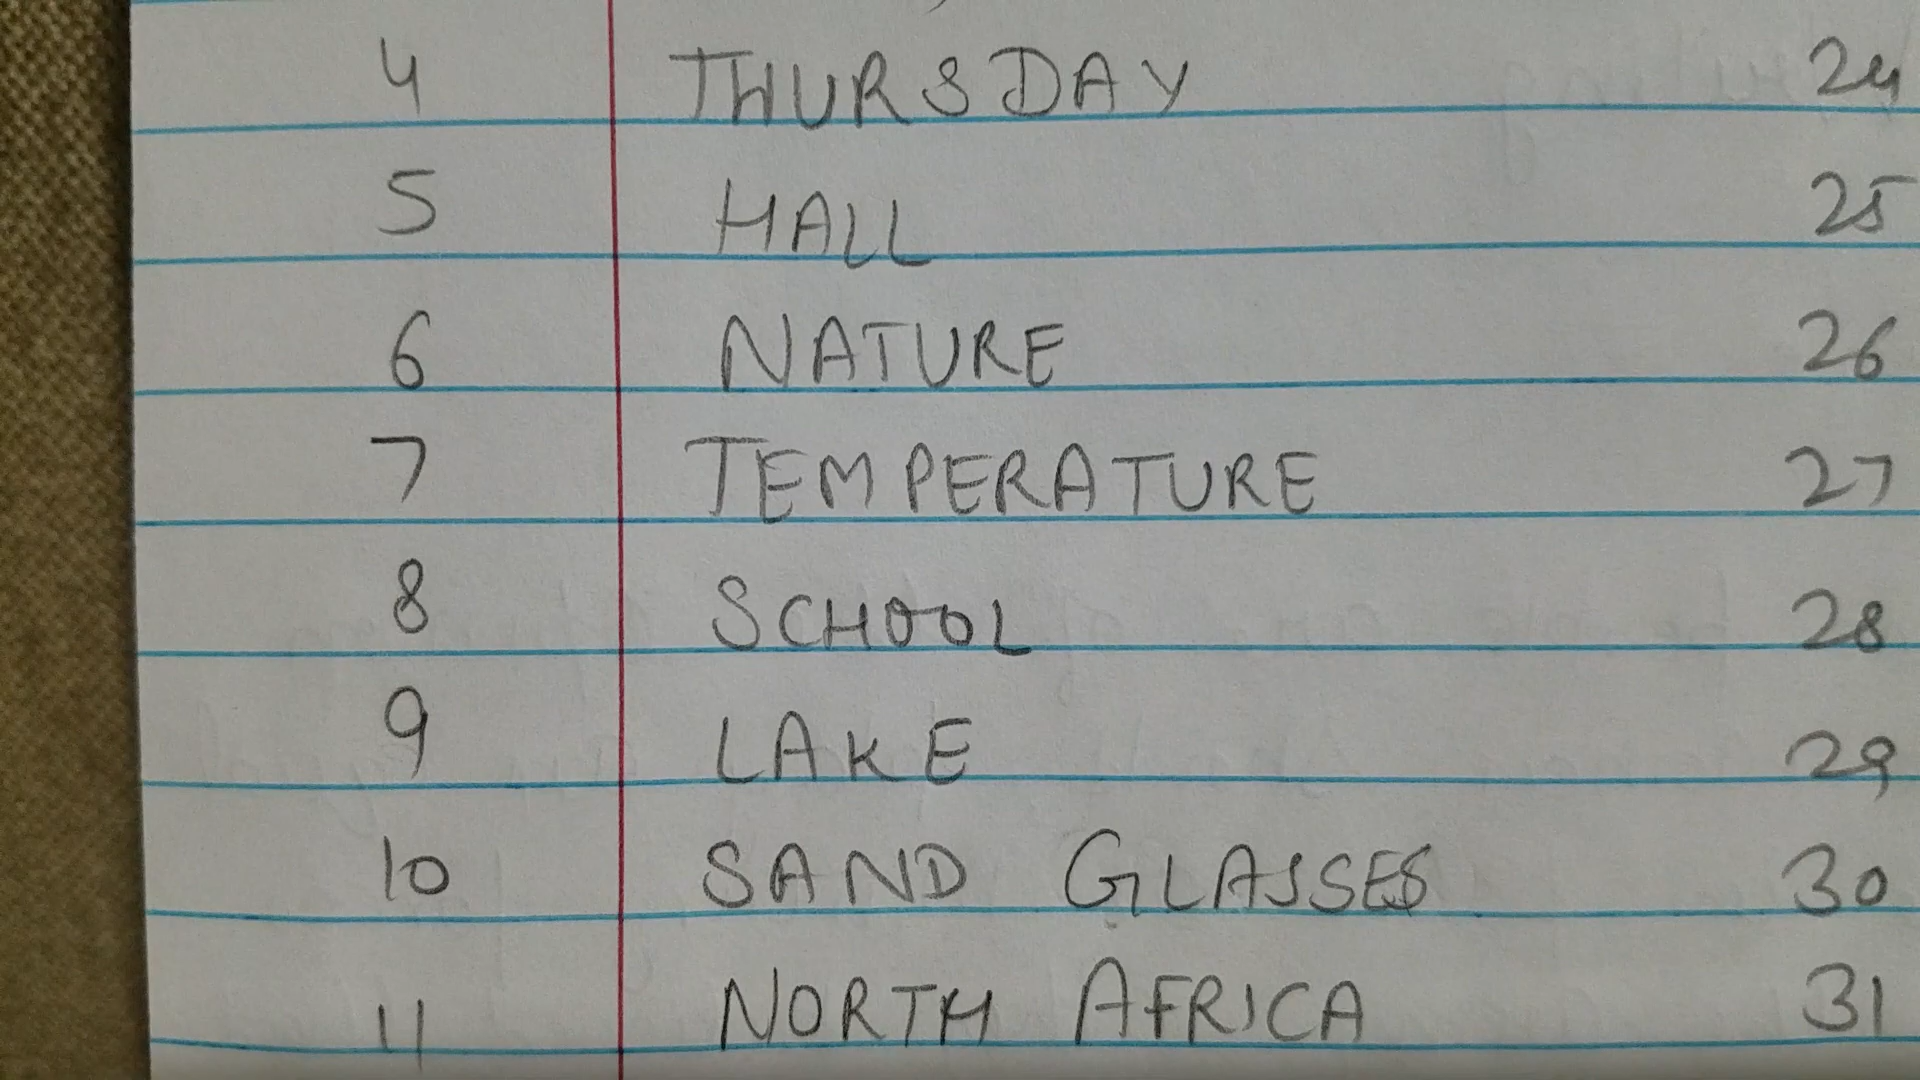 4 THURSDAY 24
5 HALL 25
6 NATURE 26
7 TEMPERATURE 27
8 SCHOOL 28
9 LAKE 29
10 SAND GLASSES 30
11 NORTH AFRICA 31